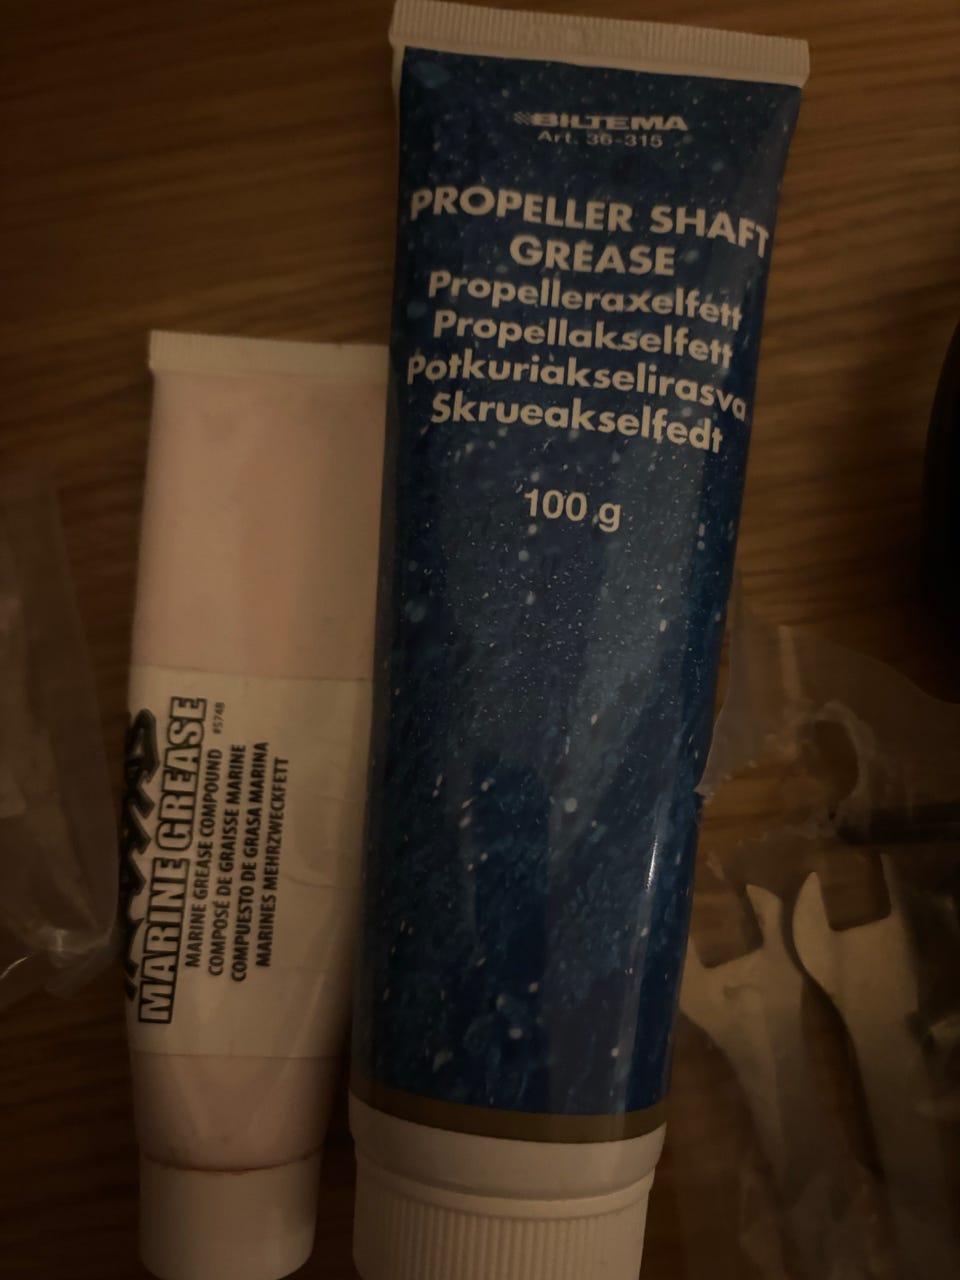 BILTEMA
Art. 36-315
PROPELLER SHAFT
GREASE
Propelleraxelfett
Propellakselfett
Potkuriakselirasva
Skrueakselfedt
100 g
MARINE GREASE
#5748
MARINE GREASE COMPOUND
COMPOSÉ DE GRAISSE MARINE
COMPUESTO DE GRASA MARINA
MARINES MEHRZWECKFETT